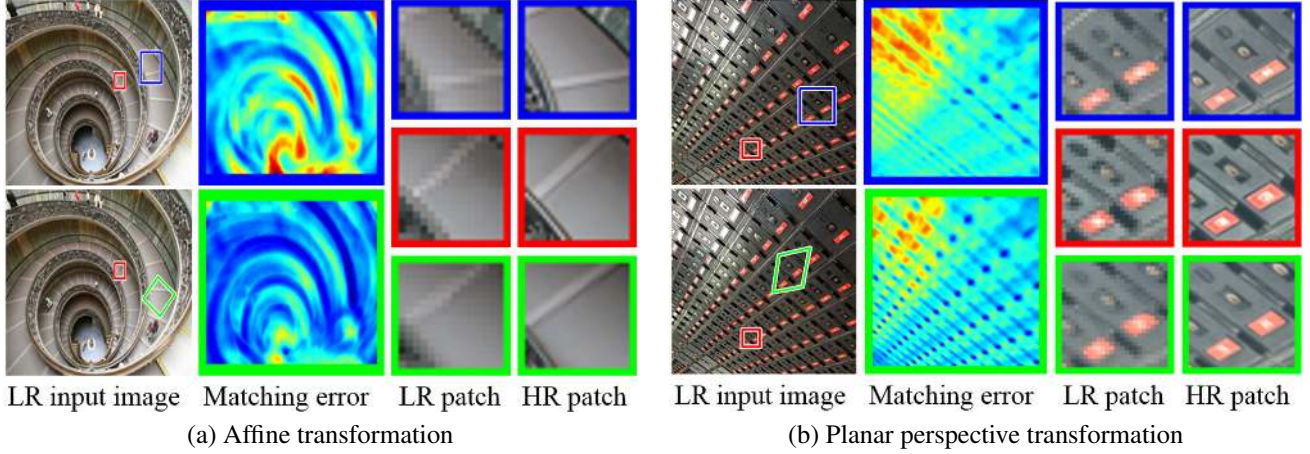 LR input image Matching error LR patch HR patch LR input image Matching error LR patch HR patch
(a) Affine transformation (b) Planar perspective transformation